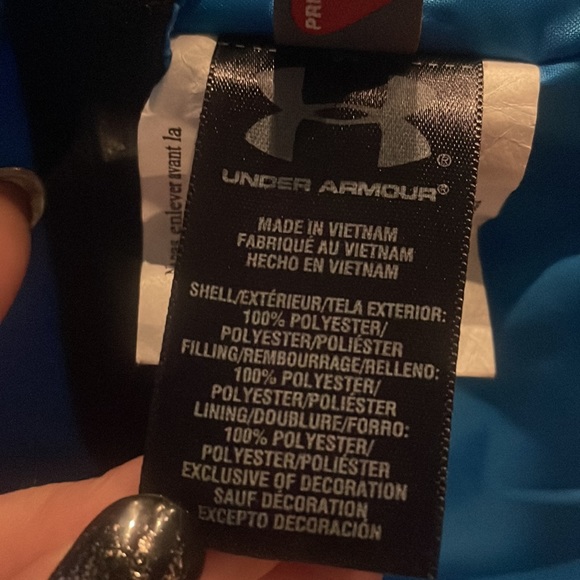 UNDER ARMOUR®
MADE IN VIETNAM
FABRIQUÉ AU VIETNAM
HECHO EN VIETNAM
SHELL/EXTÉRIEUR/TELA EXTERIOR:
100% POLYESTER/
POLYESTER/POLIÉSTER
FILLING/REMBOURRAGE/RELLENO:
100% POLYESTER/
POLYESTER/POLIÉSTER
LINING/DOUBLURE/FORRO:
100% POLYESTER/
POLYESTER/POLIÉSTER
EXCLUSIVE OF DECORATION
SAUF DÉCORATION
EXCEPTO DECORACIÓN
enlever avant la